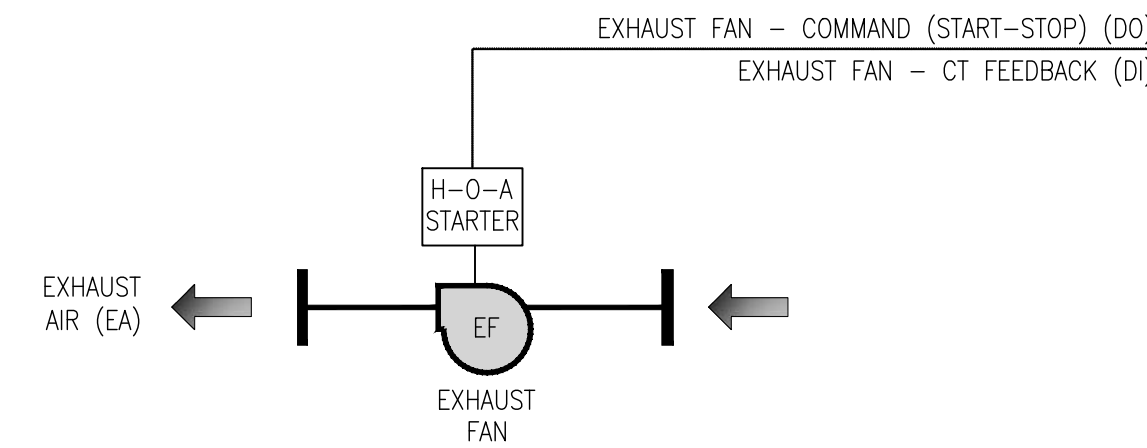 EXHAUST FAN – COMMAND (START–STOP) (DO)
EXHAUST FAN – CT FEEDBACK (DI)
H–O–A
STARTER
EXHAUST
AIR (EA)
EF
EXHAUST
FAN